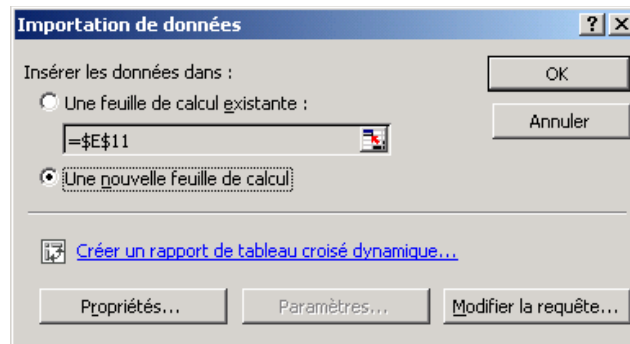 Importation de données
Insérer les données dans :
OK
Une feuille de calcul existante :
Annuler
=$E$11
Une nouvelle feuille de calcul
Créer un rapport de tableau croisé dynamique...
Propriétés...
Paramètres...
Modifier la requête...